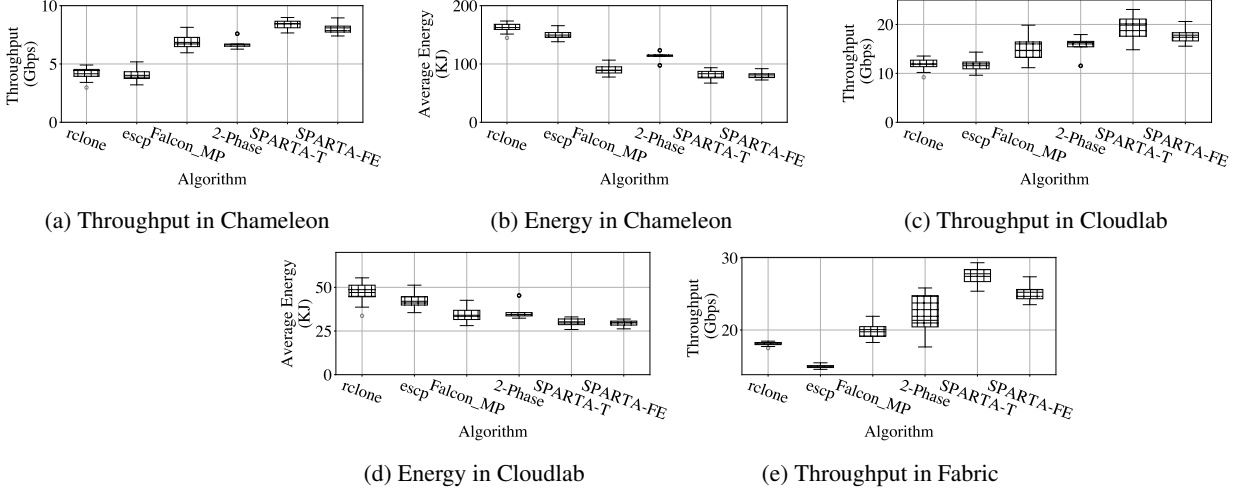 10
5
0
Throughput
(Gbps)
rclone
escp
Falcon_MP
2-Phase
SPARTA-T
SPARTA-FE
Algorithm
(a) Throughput in Chameleon
200
100
0
Average Energy
(KJ)
rclone
escp
Falcon_MP
2-Phase
SPARTA-T
SPARTA-FE
Algorithm
(b) Energy in Chameleon
20
10
0
Throughput
(Gbps)
rclone
escp
Falcon_MP
2-Phase
SPARTA-T
SPARTA-FE
Algorithm
(c) Throughput in Cloudlab
50
25
0
Average Energy
(KJ)
rclone
escp
Falcon_MP
2-Phase
SPARTA-T
SPARTA-FE
Algorithm
(d) Energy in Cloudlab
30
20
Throughput
(Gbps)
rclone
escp
Falcon_MP
2-Phase
SPARTA-T
SPARTA-FE
Algorithm
(e) Throughput in Fabric